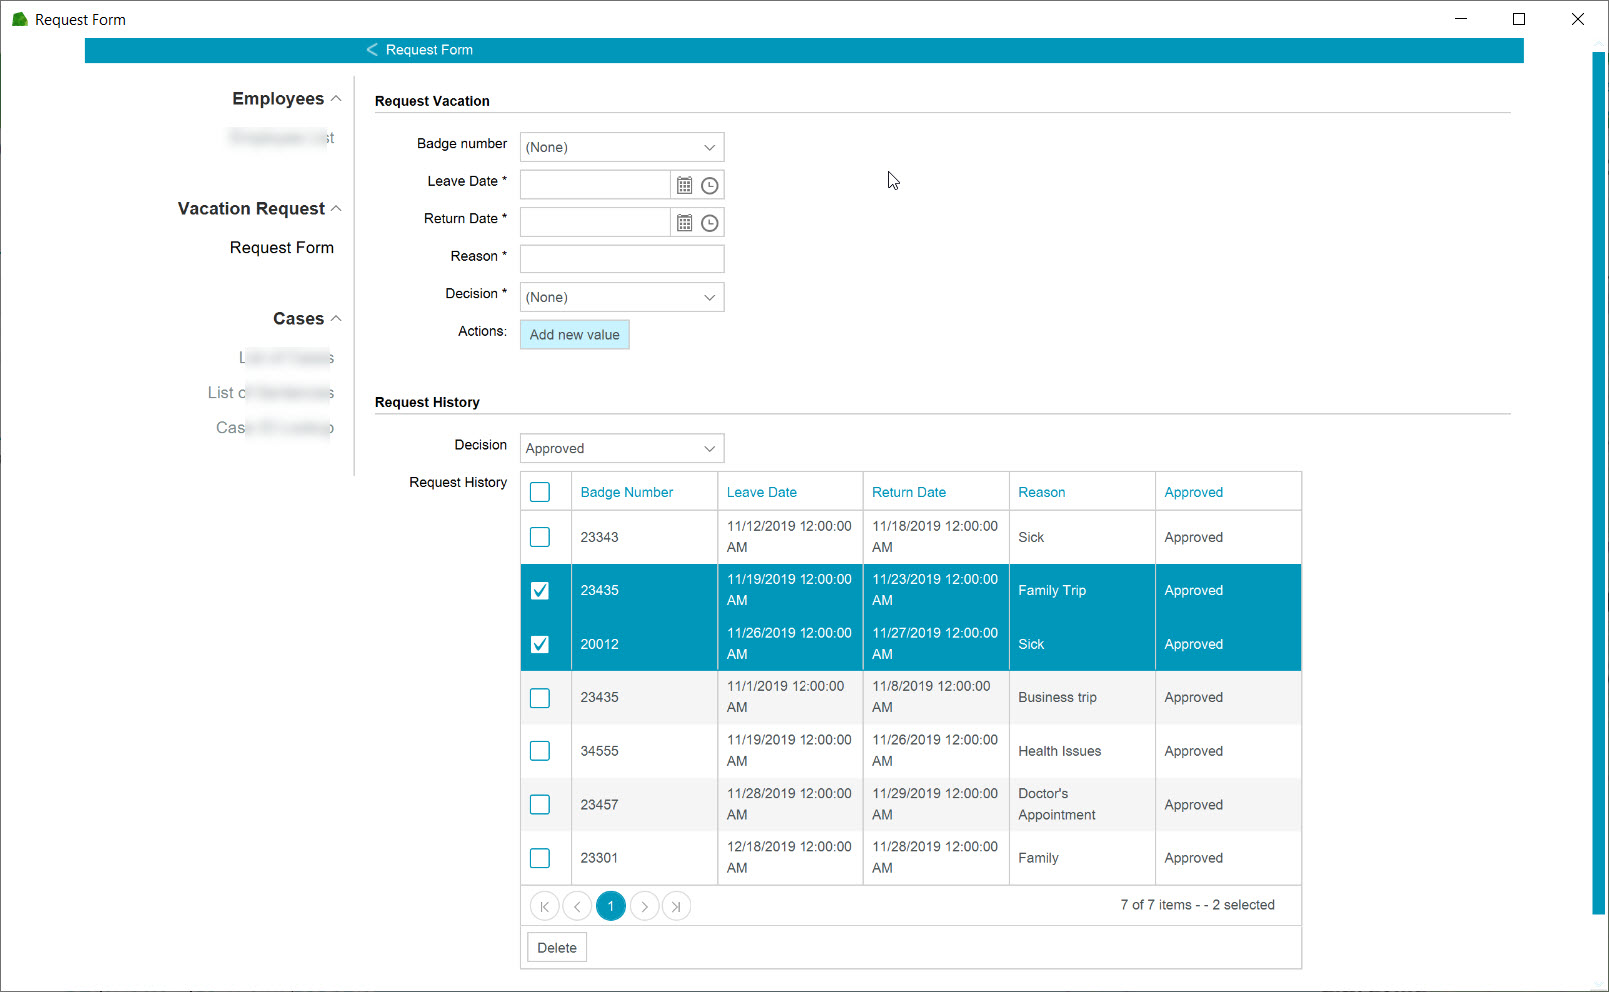 Request Form
< Request Form
Employees
Vacation Request
Request Form
Cases
Request Vacation
Badge number
(None)
Leave Date *
Return Date *
Reason *
Decision *
(None)
Actions:
Add new value
Request History
Decision
Approved
Request History
Badge Number
Leave Date
Return Date
Reason
Approved
23343
11/12/2019 12:00:00
AM
11/18/2019 12:00:00
AM
Sick
Approved
23435
11/19/2019 12:00:00
AM
11/23/2019 12:00:00
AM
Family Trip
Approved
20012
11/26/2019 12:00:00
AM
11/27/2019 12:00:00
AM
Sick
Approved
23435
11/1/2019 12:00:00
AM
11/8/2019 12:00:00
AM
Business trip
Approved
34555
11/19/2019 12:00:00
AM
11/26/2019 12:00:00
AM
Health Issues
Approved
23457
11/28/2019 12:00:00
AM
11/29/2019 12:00:00
AM
Doctor's
Appointment
Approved
23301
12/18/2019 12:00:00
AM
11/28/2019 12:00:00
AM
Family
Approved
1
7 of 7 items - - 2 selected
Delete